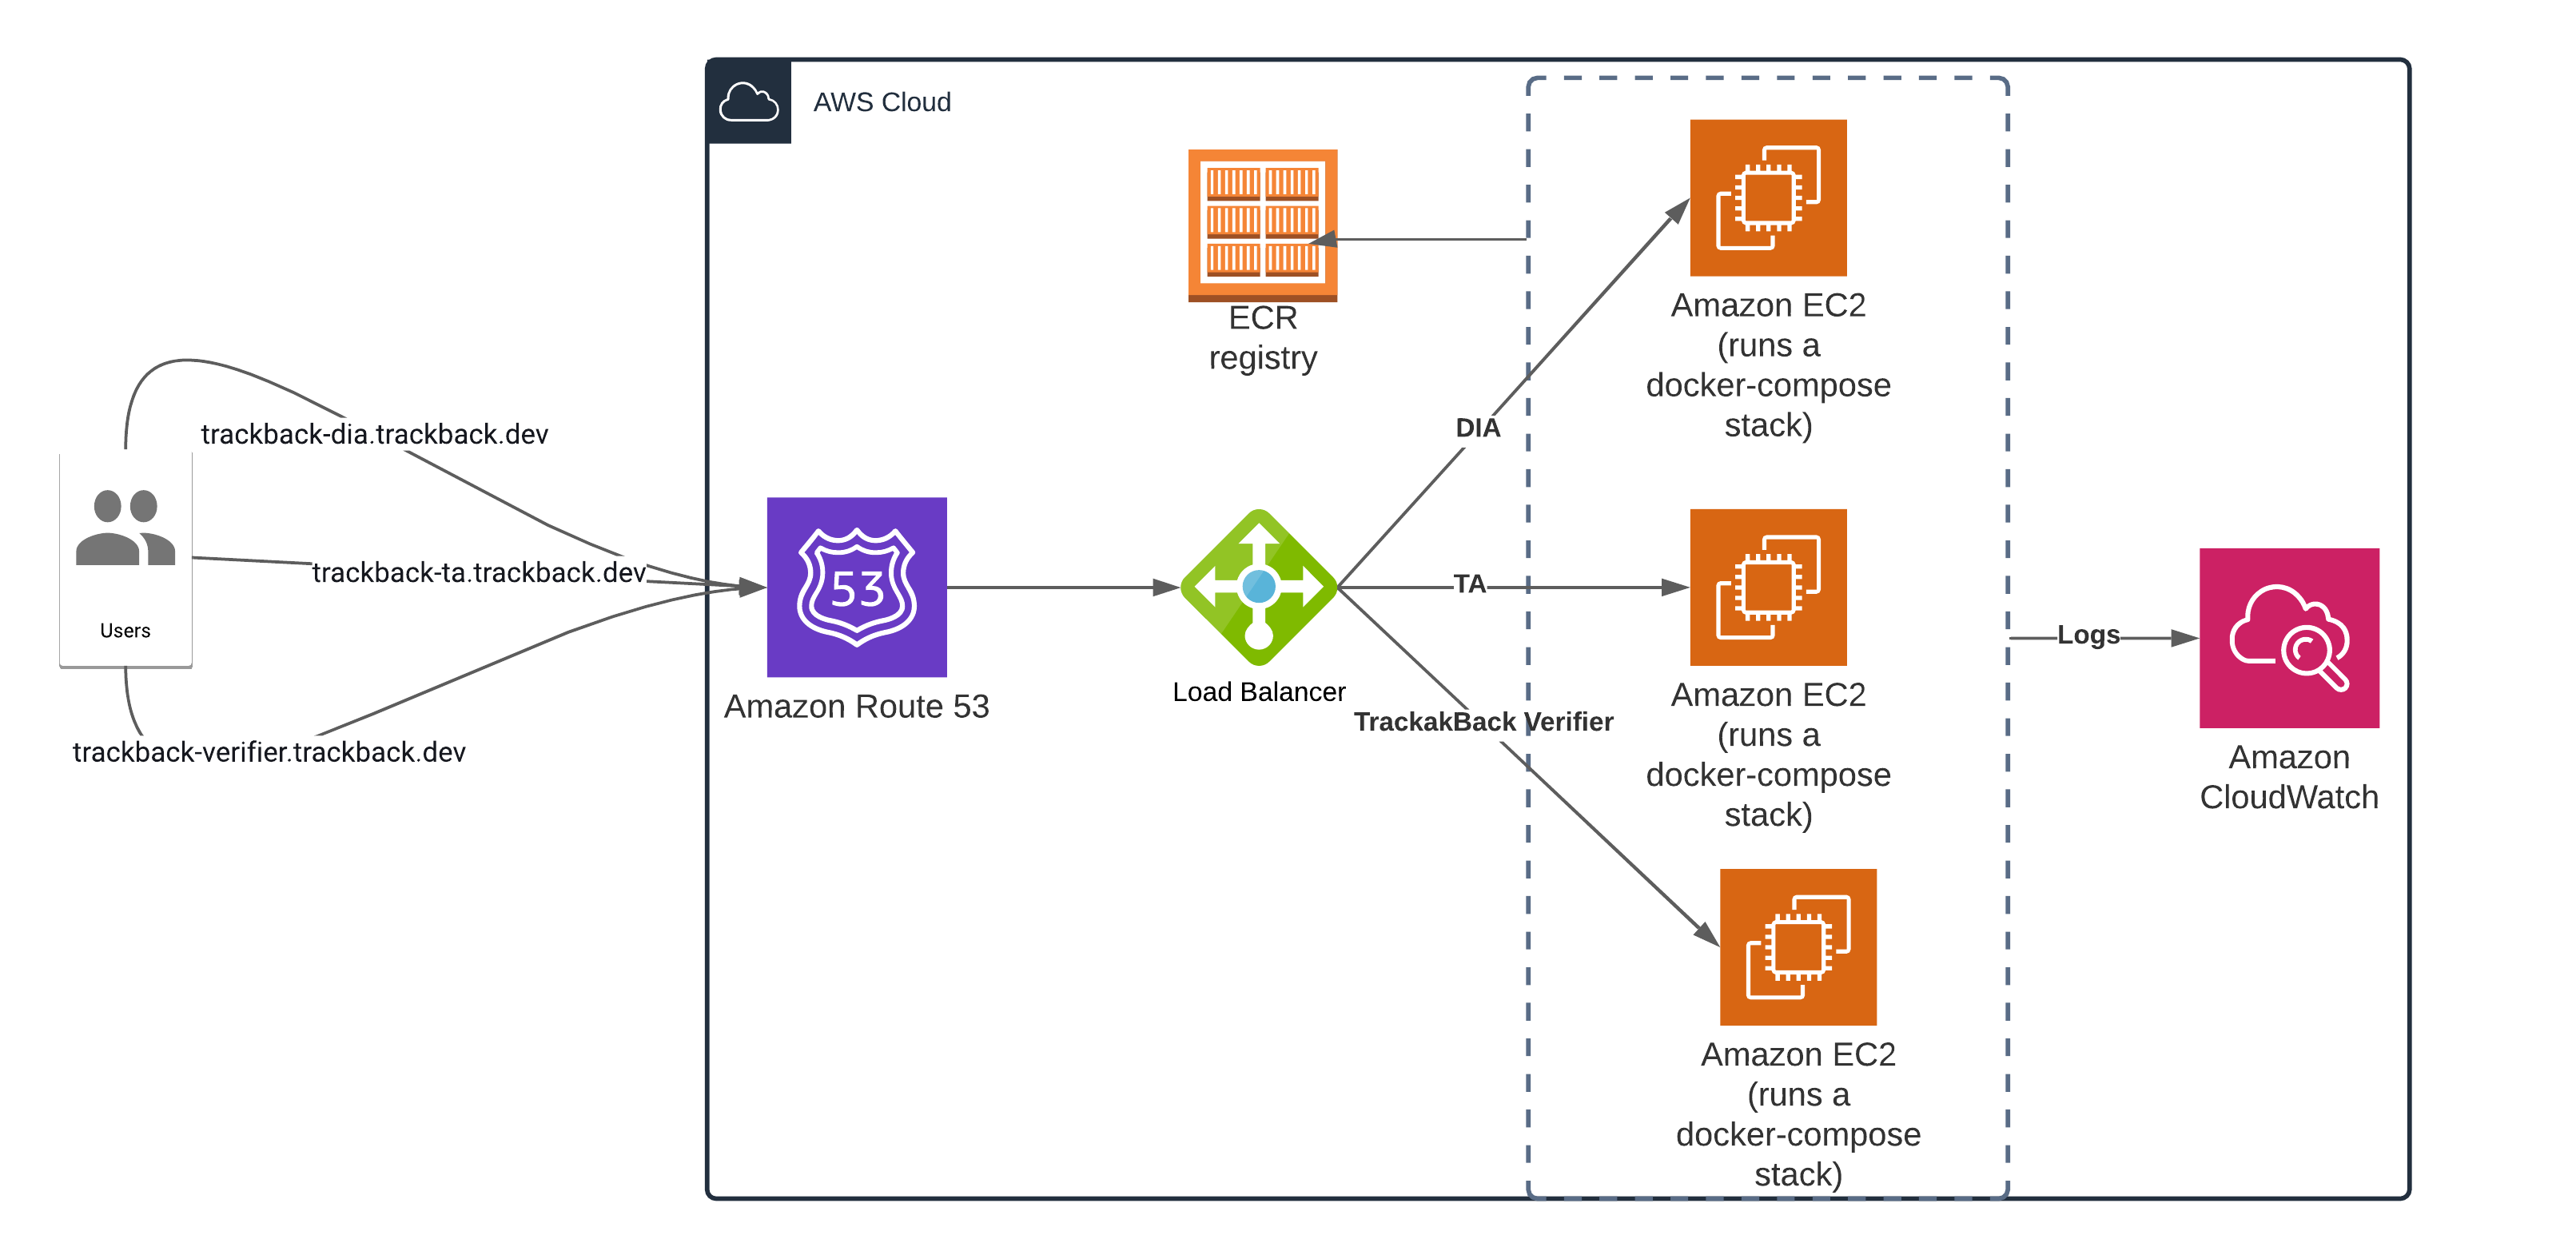 AWS Cloud
ECR
registry
Amazon EC2
(runs a
docker-compose
stack)
DIA
trackback-dia.trackback.dev
trackback-ta.trackback.dev
Users
trackback-verifier.trackback.dev
53
Amazon Route 53
Load Balancer
TA
TrackakBack Verifier
Amazon EC2
(runs a
docker-compose
stack)
Logs
Amazon
CloudWatch
Amazon EC2
(runs a
docker-compose
stack)